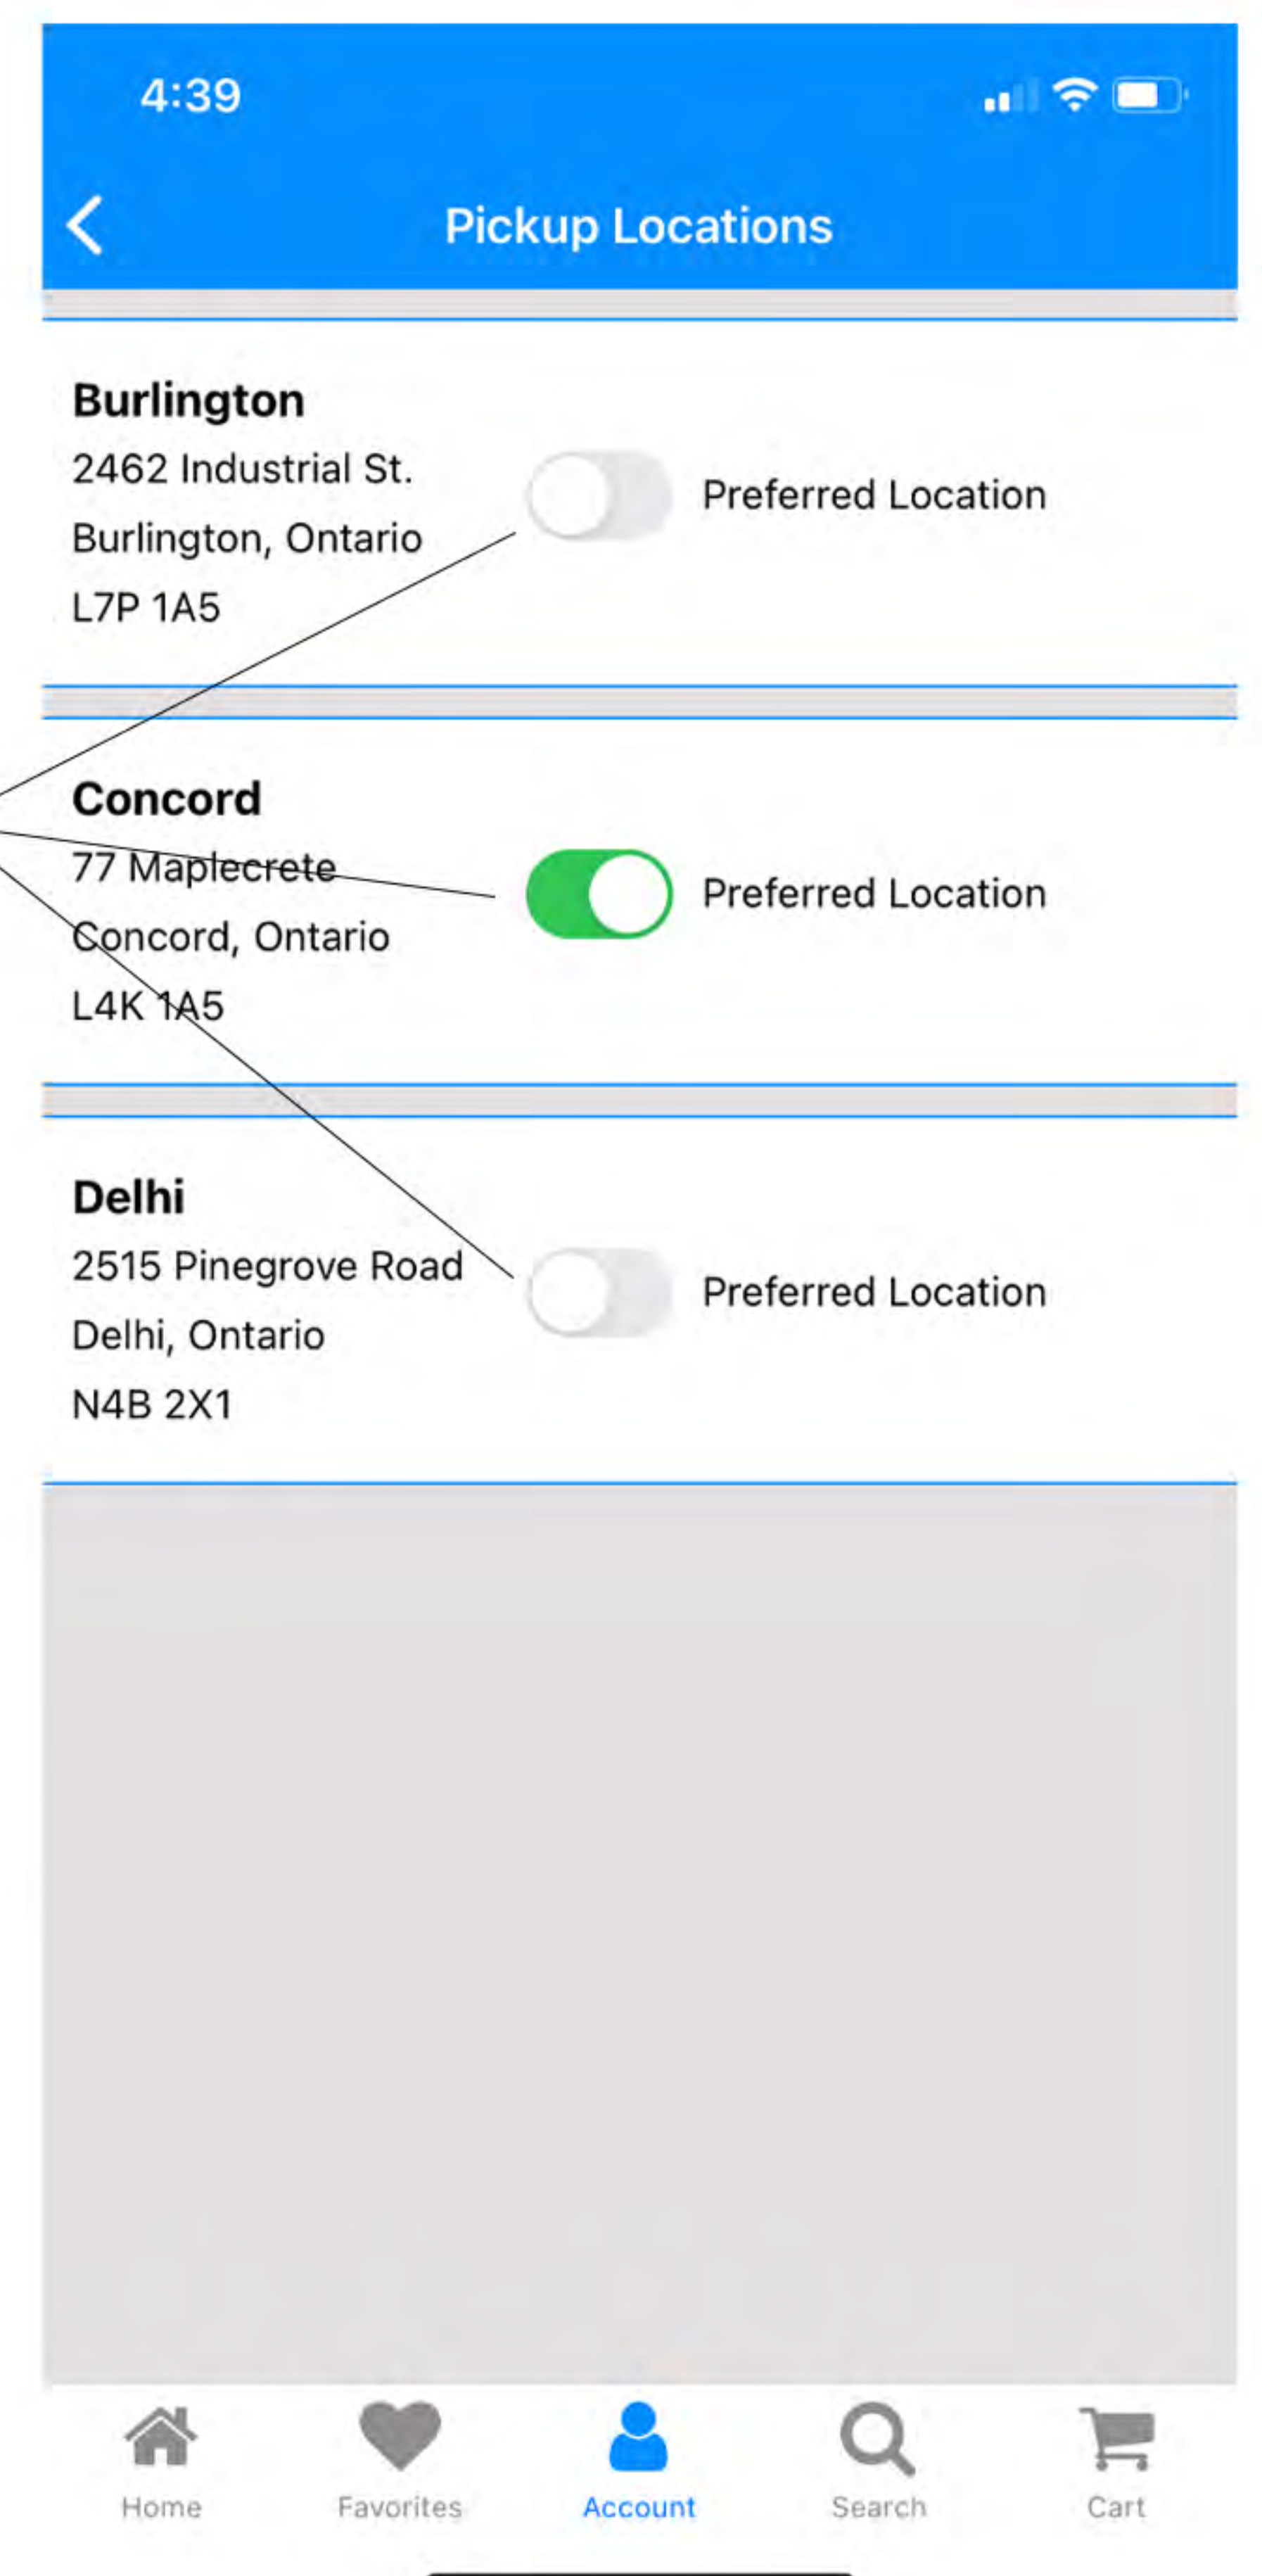 4:39
Pickup Locations
Burlington
2462 Industrial St.
Burlington, Ontario
L7P 1A5
Preferred Location
Concord
77 Maplecrete
Concord, Ontario
L4K 1A5
Preferred Location
Delhi
2515 Pinegrove Road
Delhi, Ontario
N4B 2X1
Preferred Location
Home Favorites Account Search Cart